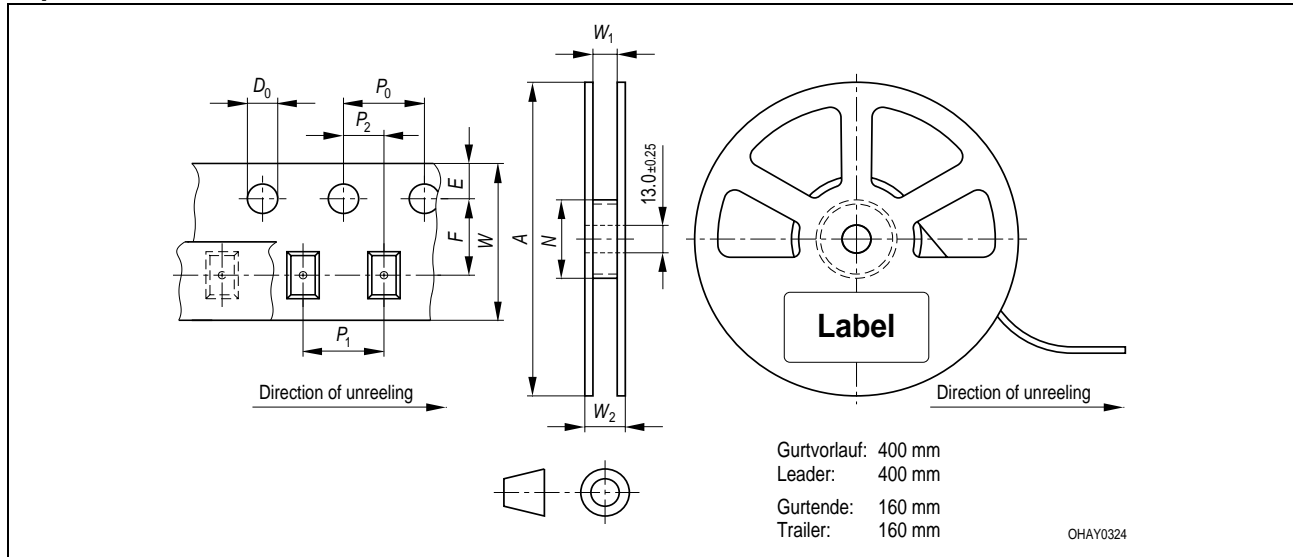 W1
D0
P0
P2
E
F
W
P1
A
N
13.0±0.25
W2
Label
Direction of unreeling
Direction of unreeling
Gurtvorlauf: 400 mm
Leader: 400 mm
Gurtende: 160 mm
Trailer: 160 mm
OHAY0324